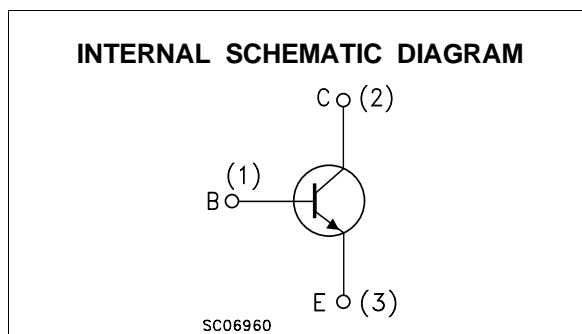 INTERNAL SCHEMATIC DIAGRAM
C (2)
(1)
B
E (3)
SC06960